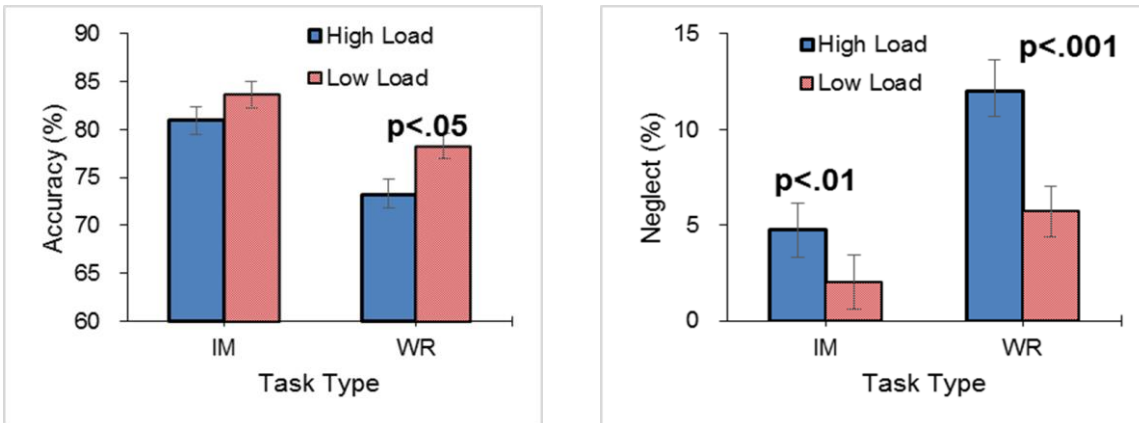 90
85
80
75
70
65
60
Accuracy (%)
High Load
Low Load
p<.05
IM WR
Task Type
15
10
5
0
Neglect (%)
High Load
Low Load
p<.001
p<.01
IM WR
Task Type